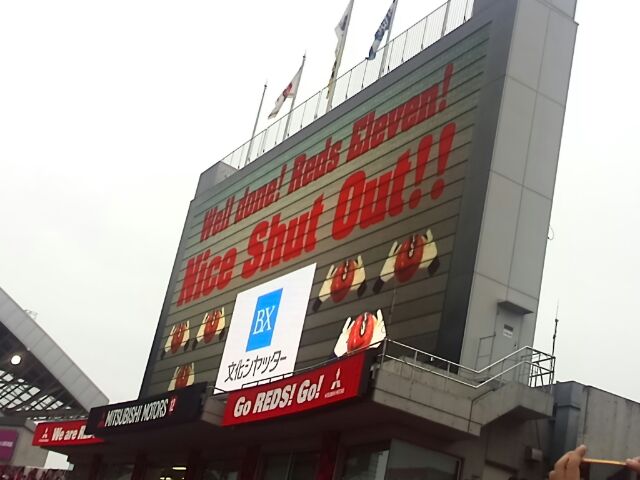 Well done! Reds Eleven!
Nice Shut Out!!
BX
文化シヤッター
Go REDS! Go!
MITSUBISHI MOTORS
We are